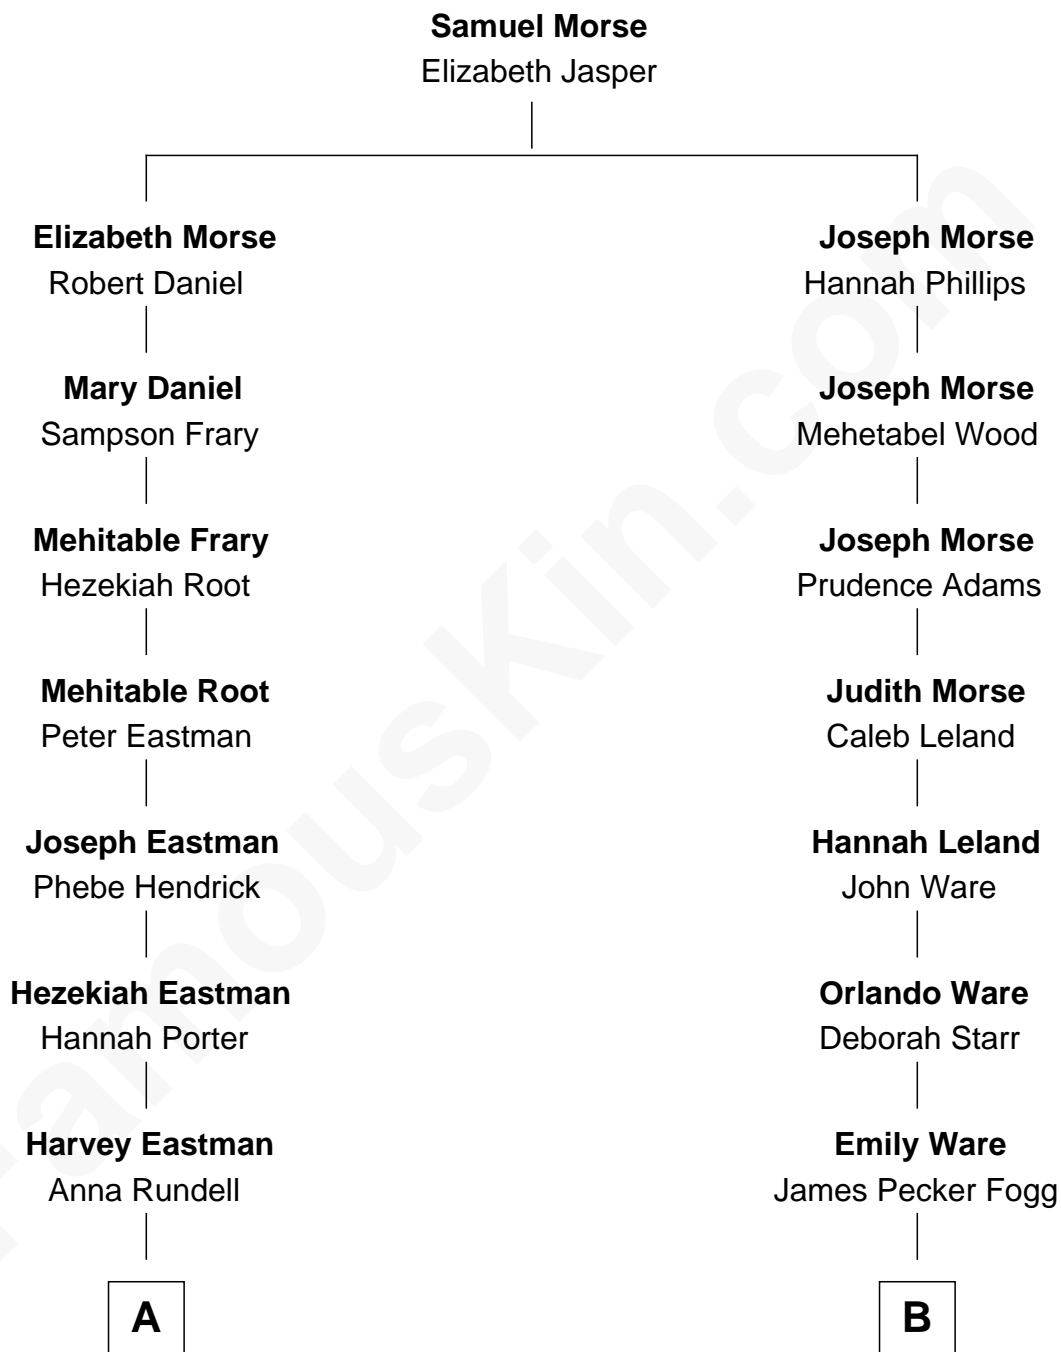 Samuel Morse
Elizabeth Jasper
Elizabeth Morse
Robert Daniel
Joseph Morse
Hannah Phillips
Mary Daniel
Sampson Frary
Joseph Morse
Mehetabel Wood
Mehitable Frary
Hezekiah Root
Joseph Morse
Prudence Adams
Mehitable Root
Peter Eastman
Judith Morse
Caleb Leland
Joseph Eastman
Phebe Hendrick
Hannah Leland
John Ware
Hezekiah Eastman
Hannah Porter
Orlando Ware
Deborah Starr
Harvey Eastman
Anna Rundell
Emily Ware
James Pecker Fogg
A
B
FamousKin.com